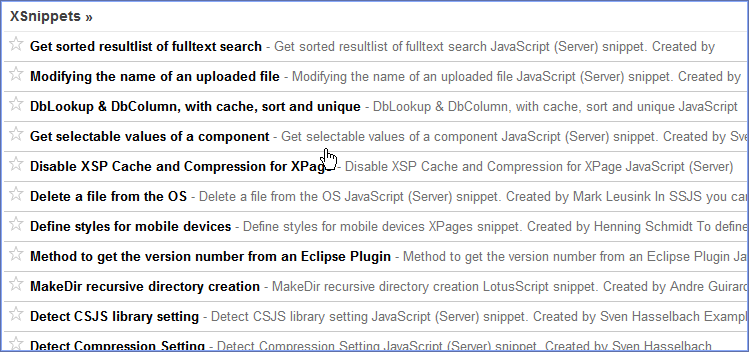 XSnippets »
Get sorted resultlist of fulltext search - Get sorted resultlist of fulltext search JavaScript (Server) snippet. Created by
Modifying the name of an uploaded file - Modifying the name of an uploaded file JavaScript (Server) snippet. Created by
DbLookup & DbColumn, with cache, sort and unique - DbLookup & DbColumn, with cache, sort and unique JavaScript
Get selectable values of a component - Get selectable values of a component JavaScript (Server) snippet. Created by Sve
Disable XSP Cache and Compression for XPage - Disable XSP Cache and Compression for XPage JavaScript (Server)
Delete a file from the OS - Delete a file from the OS JavaScript (Server) snippet. Created by Mark Leusink In SSJS you can
Define styles for mobile devices - Define styles for mobile devices XPages snippet. Created by Henning Schmidt To define
Method to get the version number from an Eclipse Plugin - Method to get the version number from an Eclipse Plugin Ja
MakeDir recursive directory creation - MakeDir recursive directory creation LotusScript snippet. Created by Andre Guirard
Detect CSJS library setting - Detect CSJS library setting JavaScript (Server) snippet. Created by Sven Hasselbach Exampl
Detect Compression Setting - Detect Compression Setting JavaScript (Server) snippet. Created by Sven Hasselbach